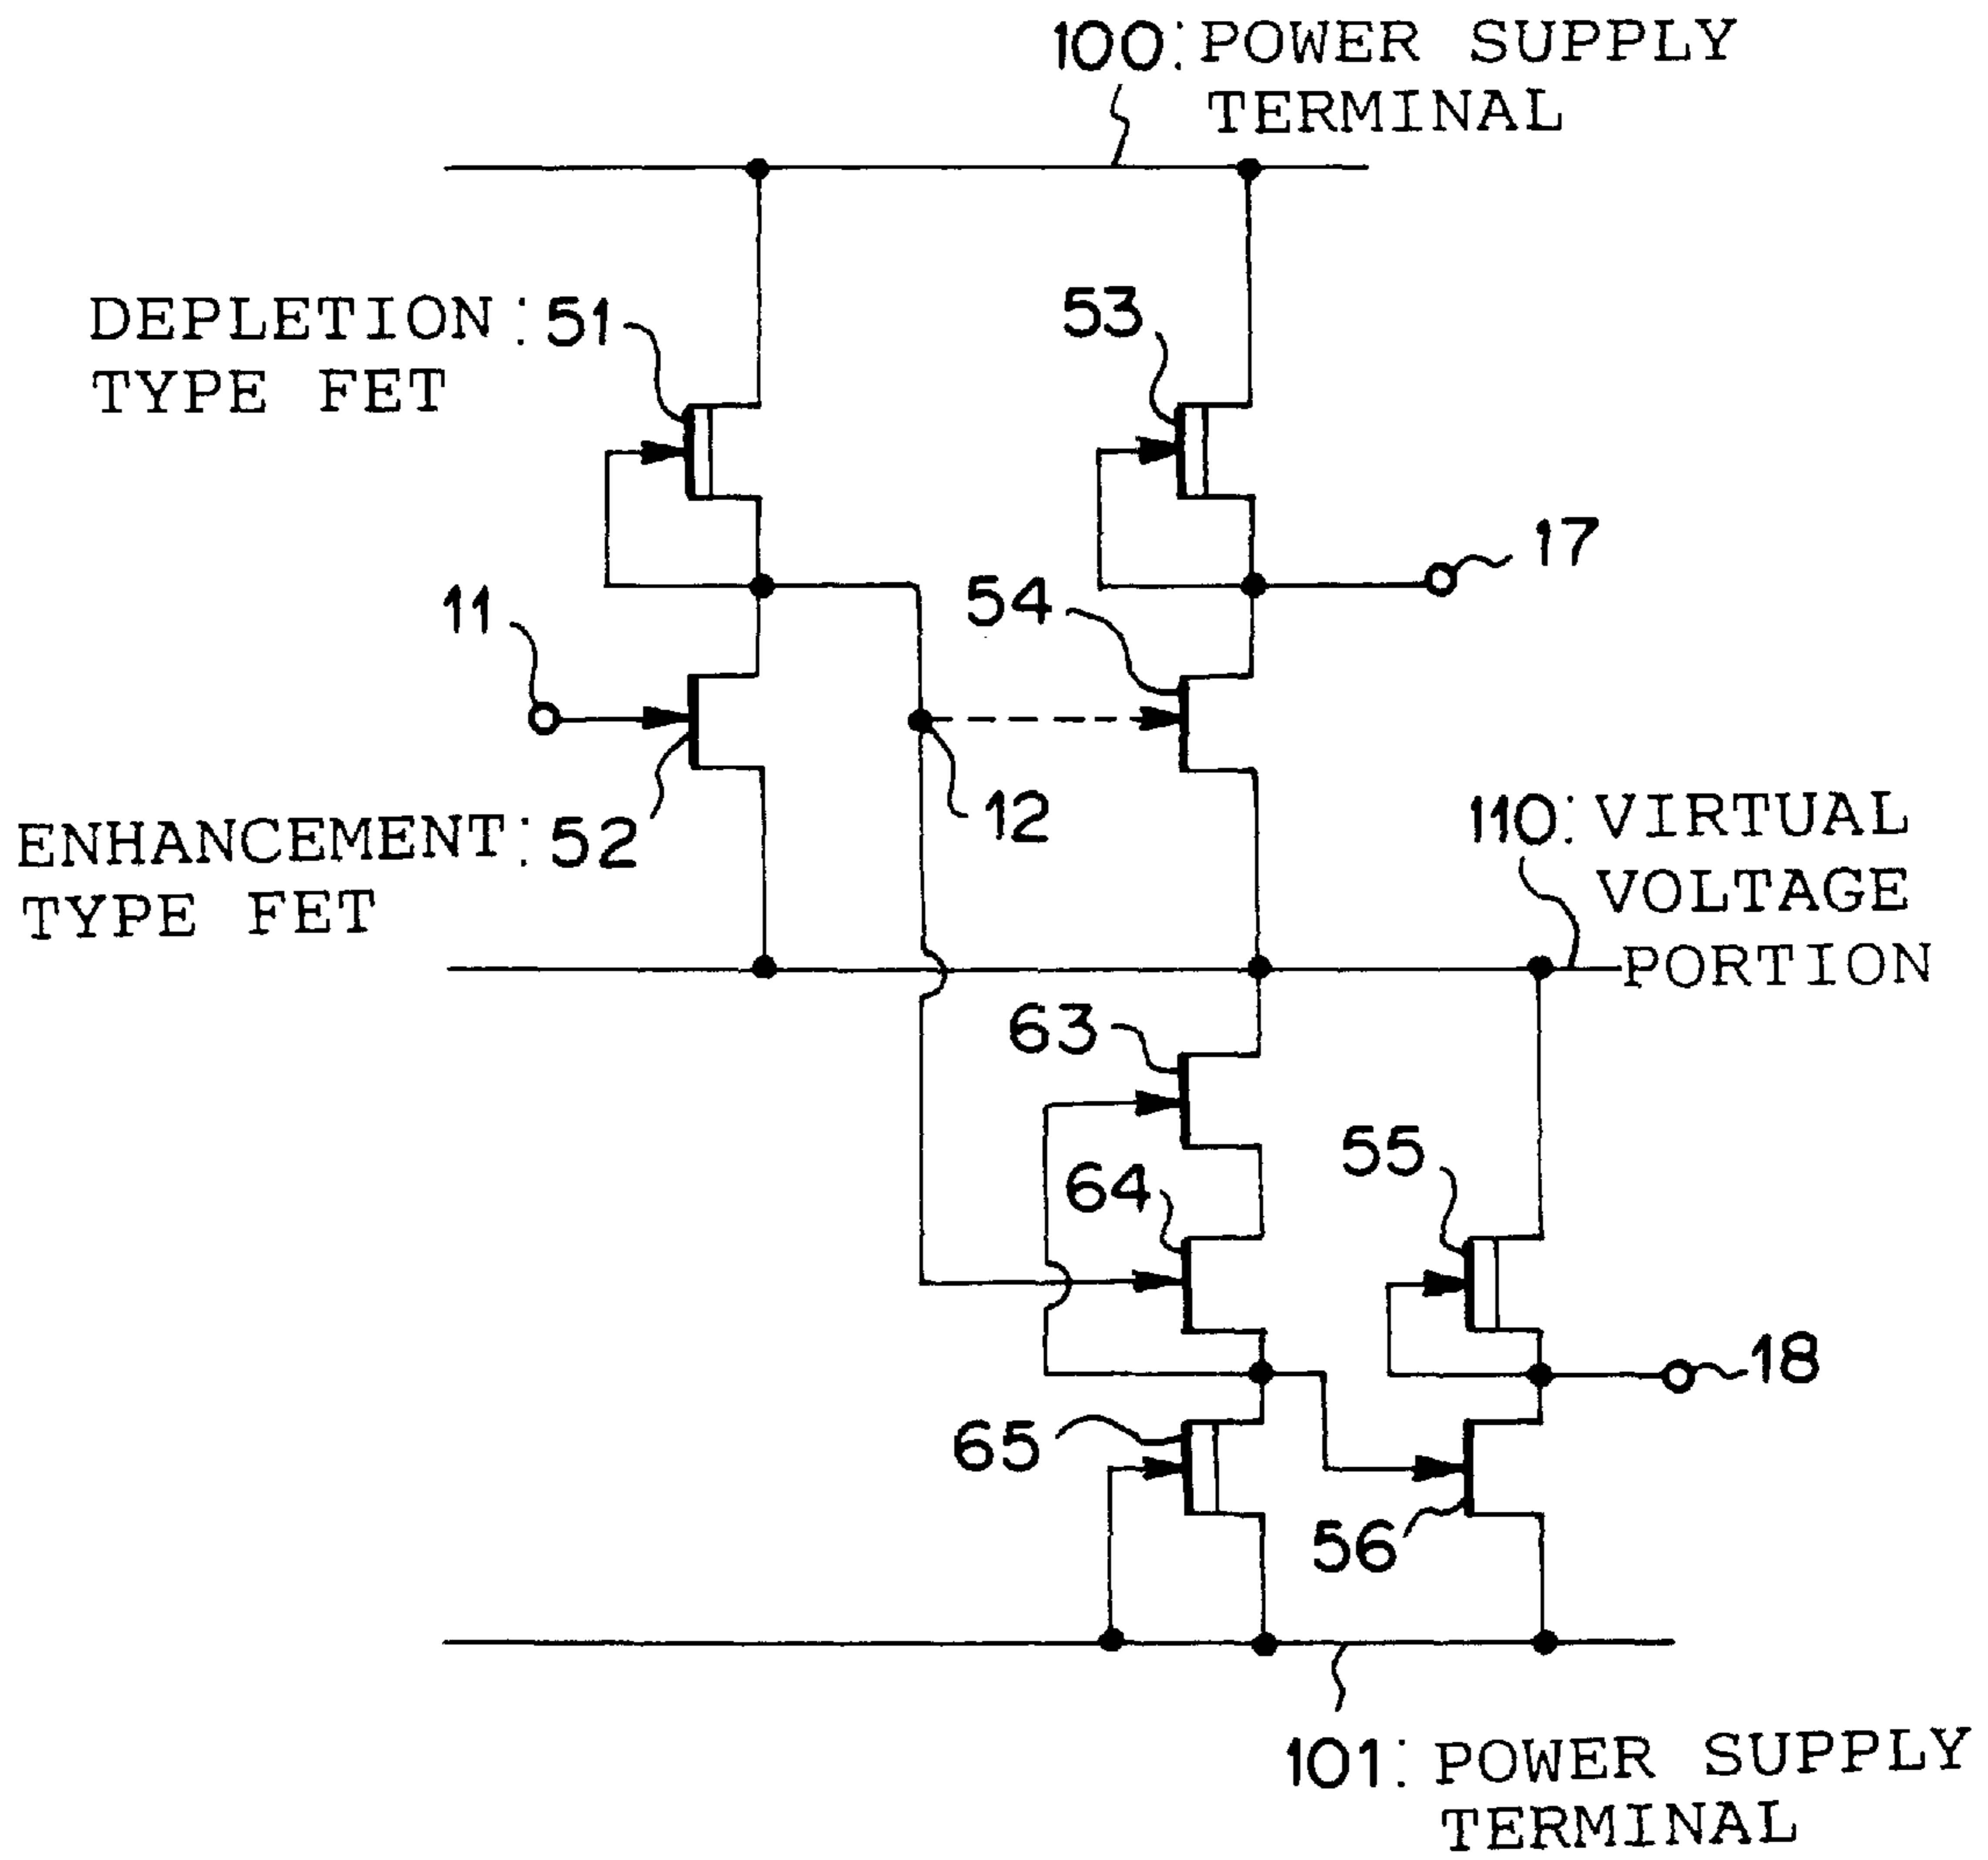 100: POWER SUPPLY
TERMINAL
DEPLETION: 51
TYPE FET
53
17
11
54
12
ENHANCEMENT: 52
TYPE FET
110: VIRTUAL
VOLTAGE
PORTION
63
64
55
18
65
56
101: POWER SUPPLY
TERMINAL